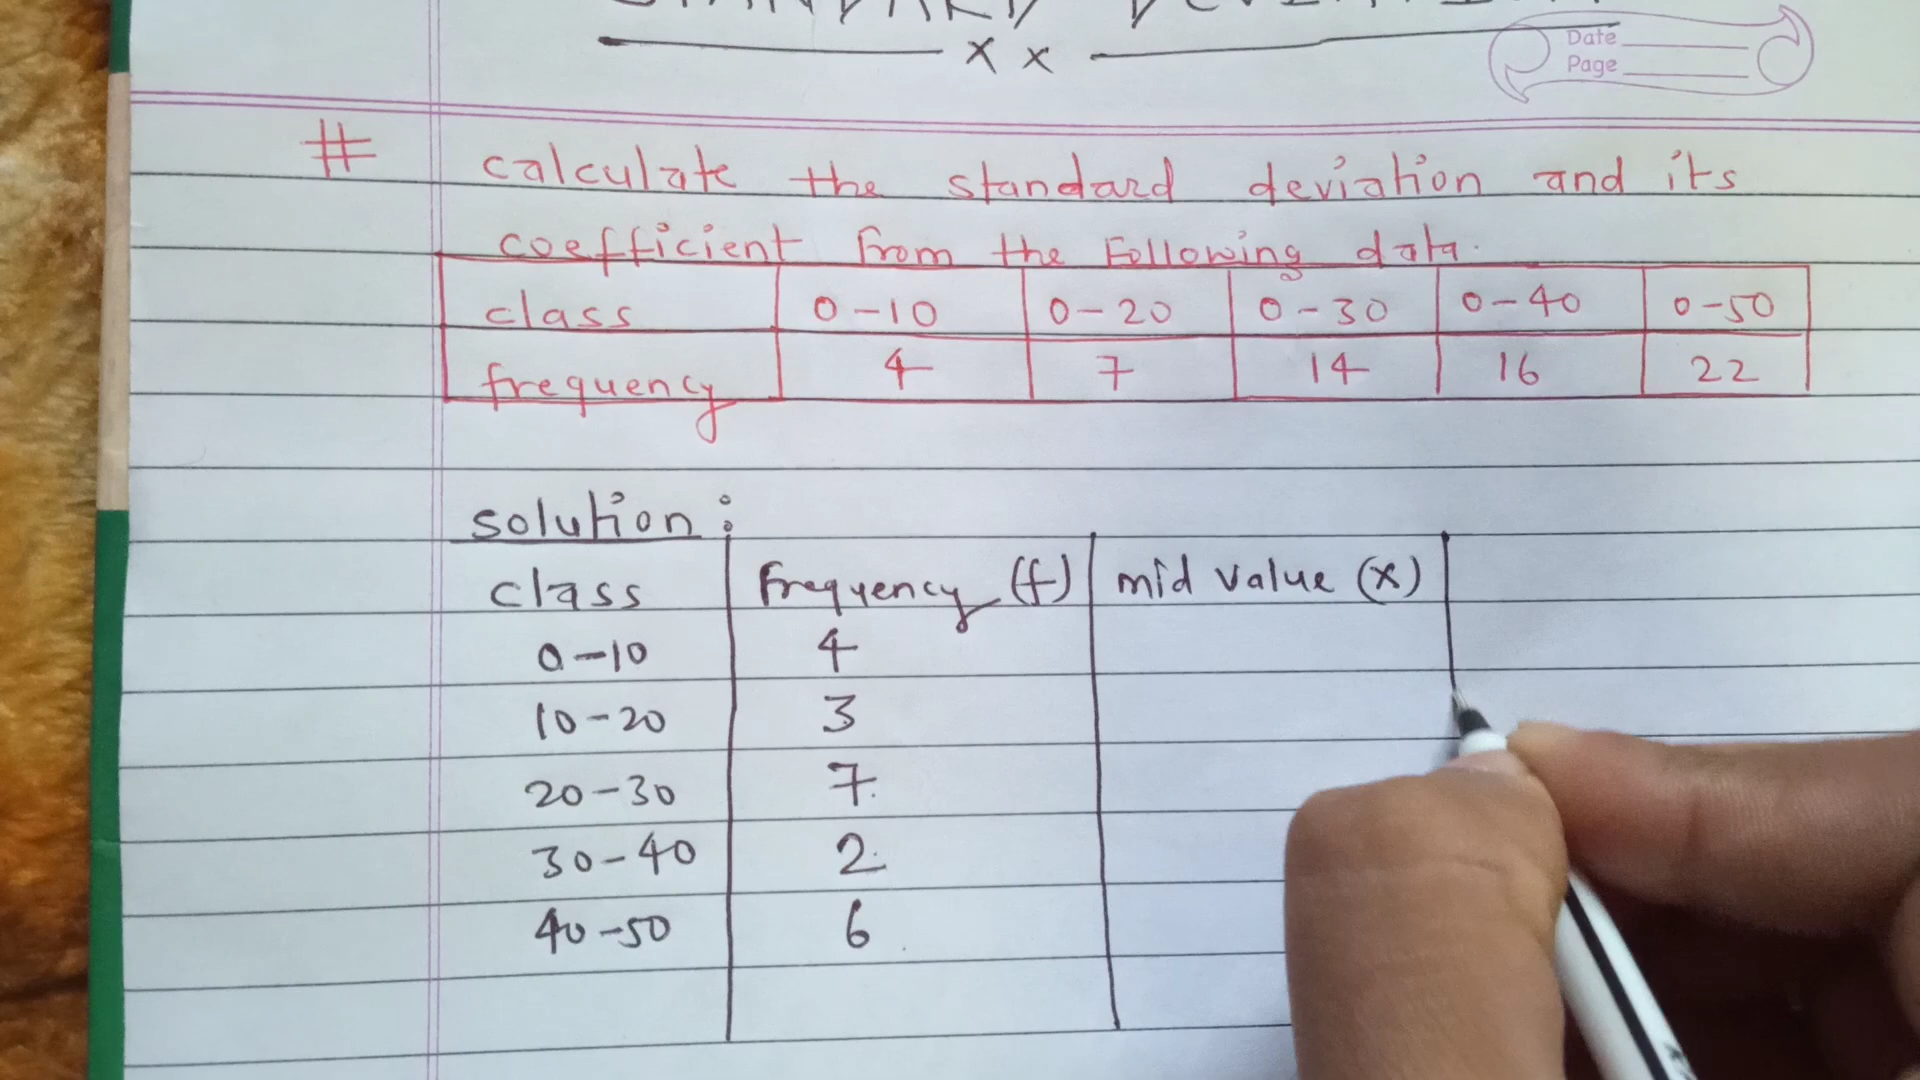 STANDARD DEVIATION
x x
Date
Page
# calculate the standard deviation and its
coefficient from the following data.
class 0-10 0-20 0-30 0-40 0-50
frequency 4 7 14 16 22
solution:
class Frequency (f) mid value (x)
0-10 4
10-20 3
20-30 7
30-40 2
40-50 6